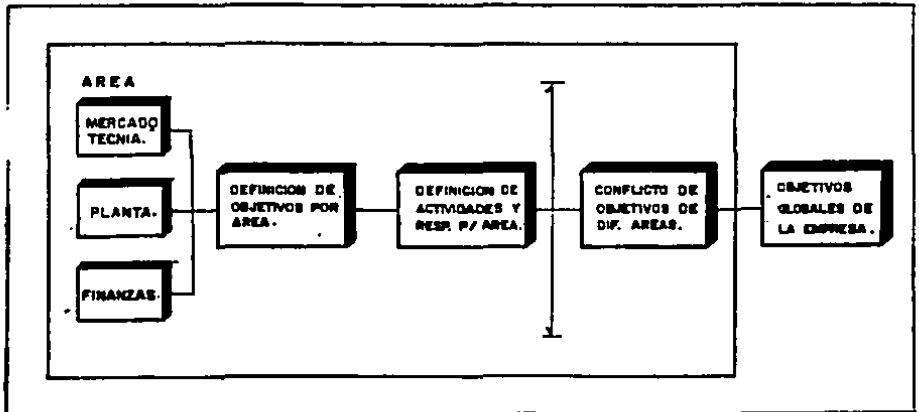 AREA
MERCADO
TECNIA.
PLANTA.
FINANZAS.
DEFINICION DE
OBJETIVOS POR
AREA.
DEFINICION DE
ACTIVIDADES Y
RESP. P/ AREA.
CONFLICTO DE
OBJETIVOS DE
DIF. AREAS.
OBJETIVOS
GLOBALES DE
LA EMPRESA.